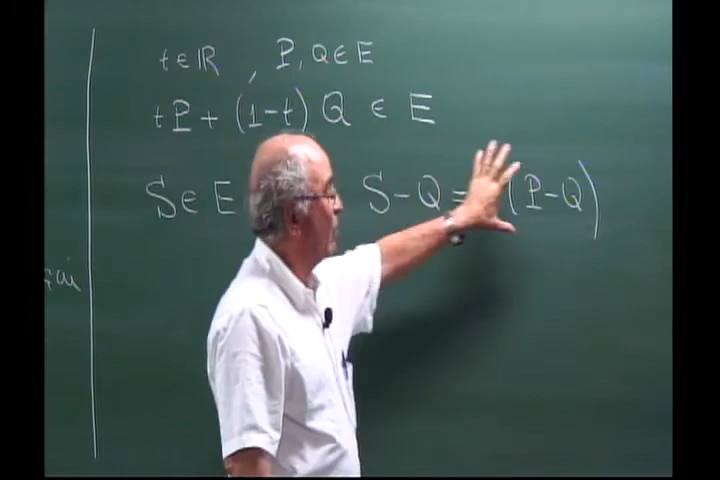 t ∈ ℝ , P, Q ∈ E
tP + (1-t) Q ∈ E
S ∈ E S - Q = (P - Q)